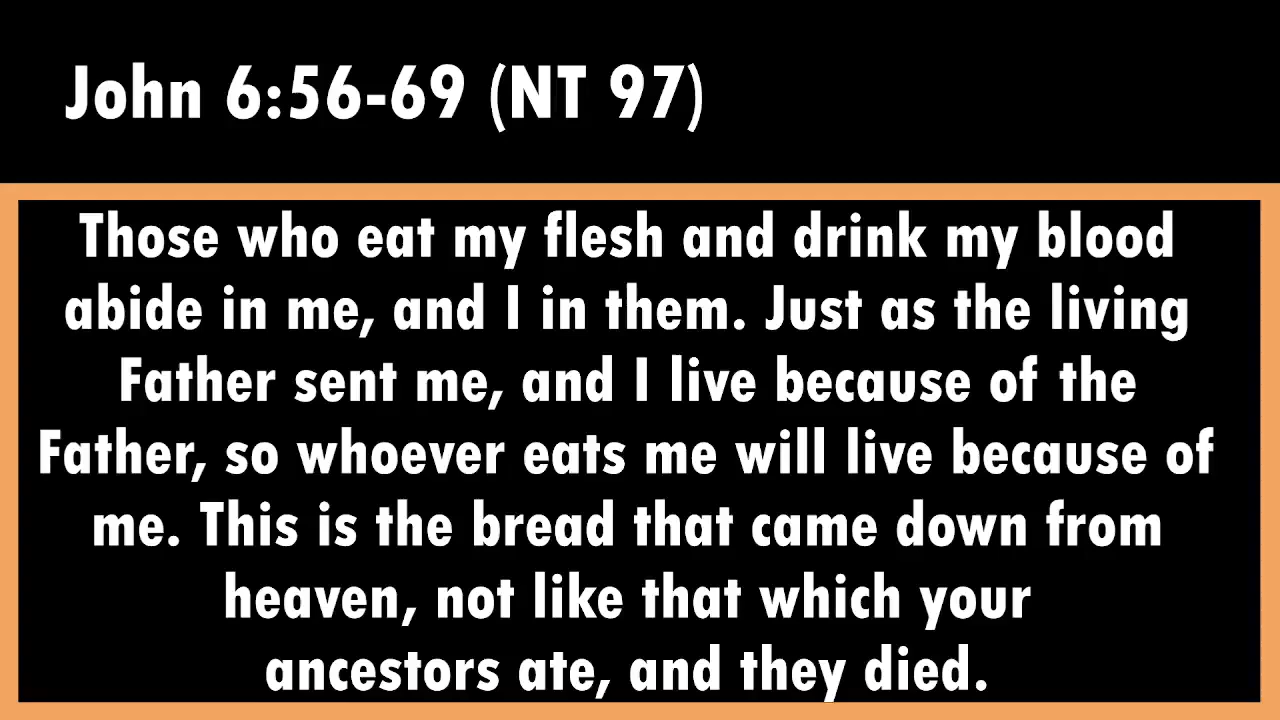 John 6:56-69 (NT 97)
Those who eat my flesh and drink my blood
abide in me, and I in them. Just as the living
Father sent me, and I live because of the
Father, so whoever eats me will live because of
me. This is the bread that came down from
heaven, not like that which your
ancestors ate, and they died.